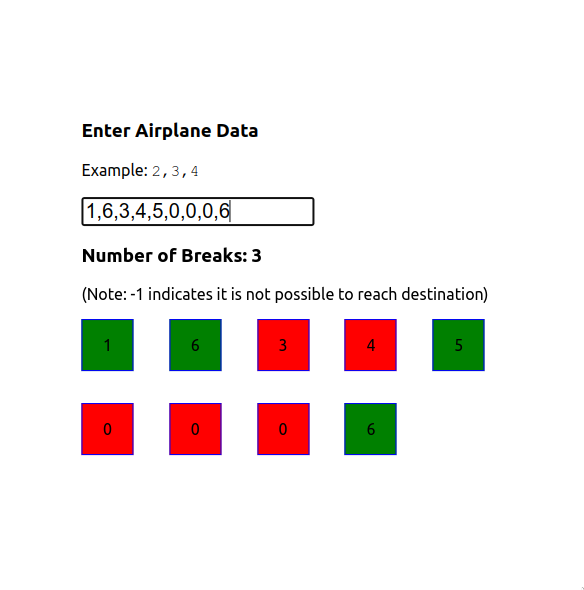 Enter Airplane Data
Example: 2,3,4
1,6,3,4,5,0,0,0,6
Number of Breaks: 3
(Note: -1 indicates it is not possible to reach destination)
1 6 3 4 5
0 0 0 6